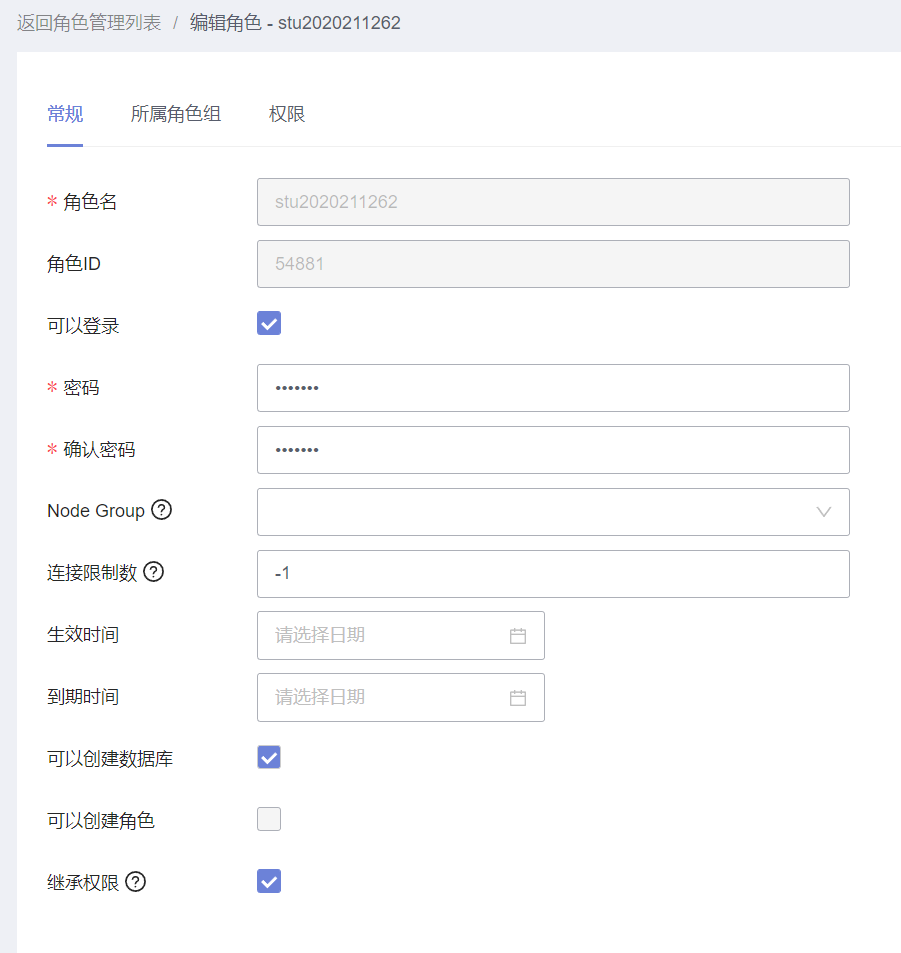 返回角色管理列表 / 编辑角色 - stu2020211262
常规 所属角色组 权限
* 角色名 stu2020211262
角色ID 54881
可以登录
* 密码 •••••••
* 确认密码 •••••••
Node Group ?
连接限制数 ? -1
生效时间 请选择日期
到期时间 请选择日期
可以创建数据库
可以创建角色
继承权限 ?